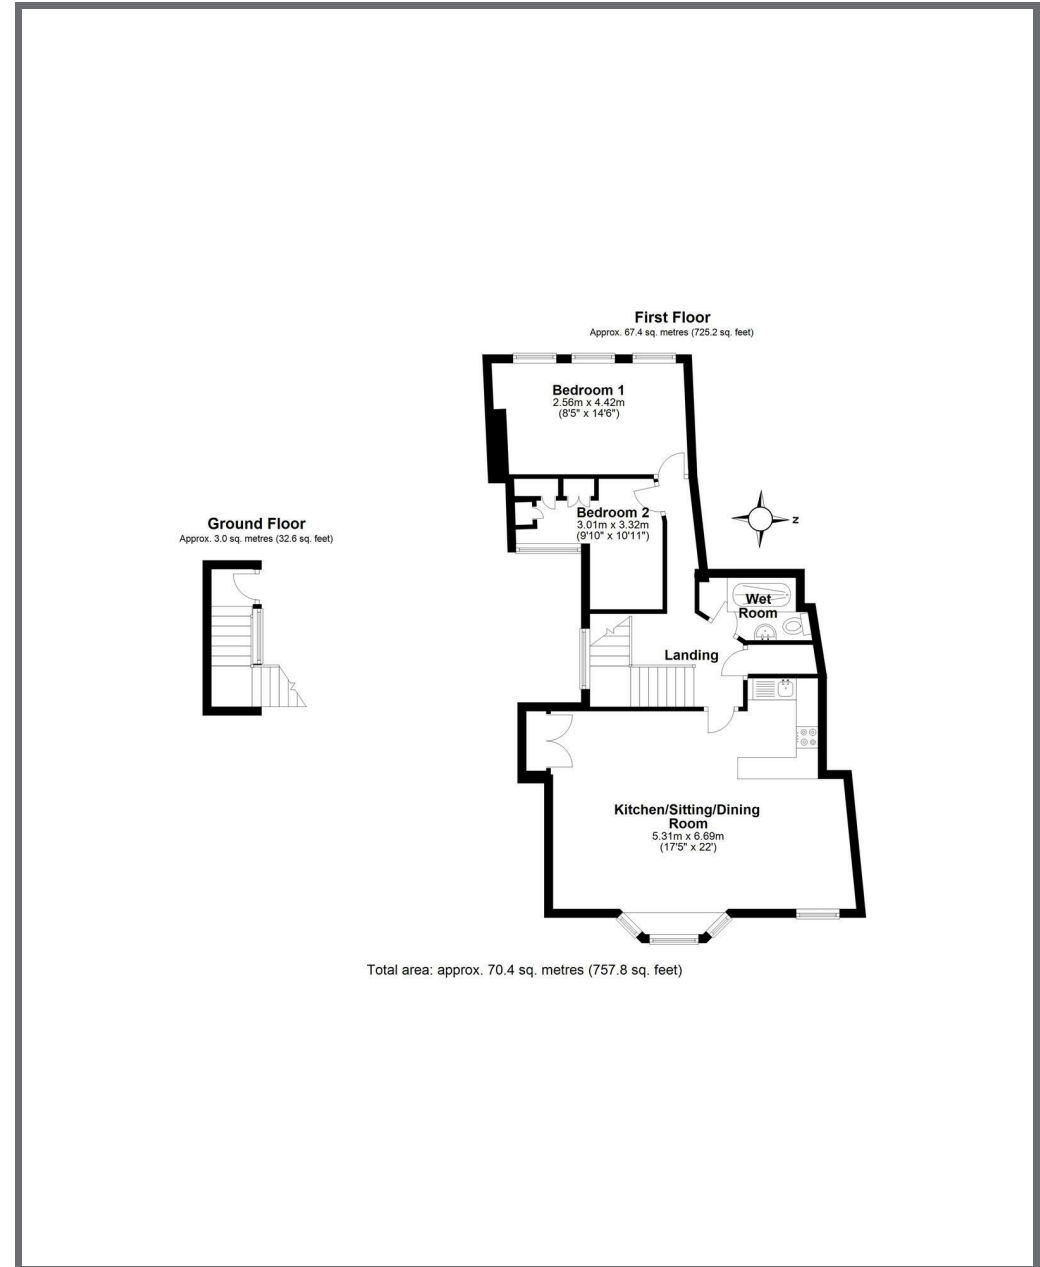 First Floor
Approx. 67.4 sq. metres (725.2 sq. feet)
Bedroom 1
2.56m x 4.42m
(8'5" x 14'6")
Bedroom 2
3.01m x 3.32m
(9'10" x 10'11")
Ground Floor
Approx. 3.0 sq. metres (32.6 sq. feet)
N
Wet
Room
Landing
Kitchen/Sitting/Dining
Room
5.31m x 6.69m
(17'5" x 22')
Total area: approx. 70.4 sq. metres (757.8 sq. feet)